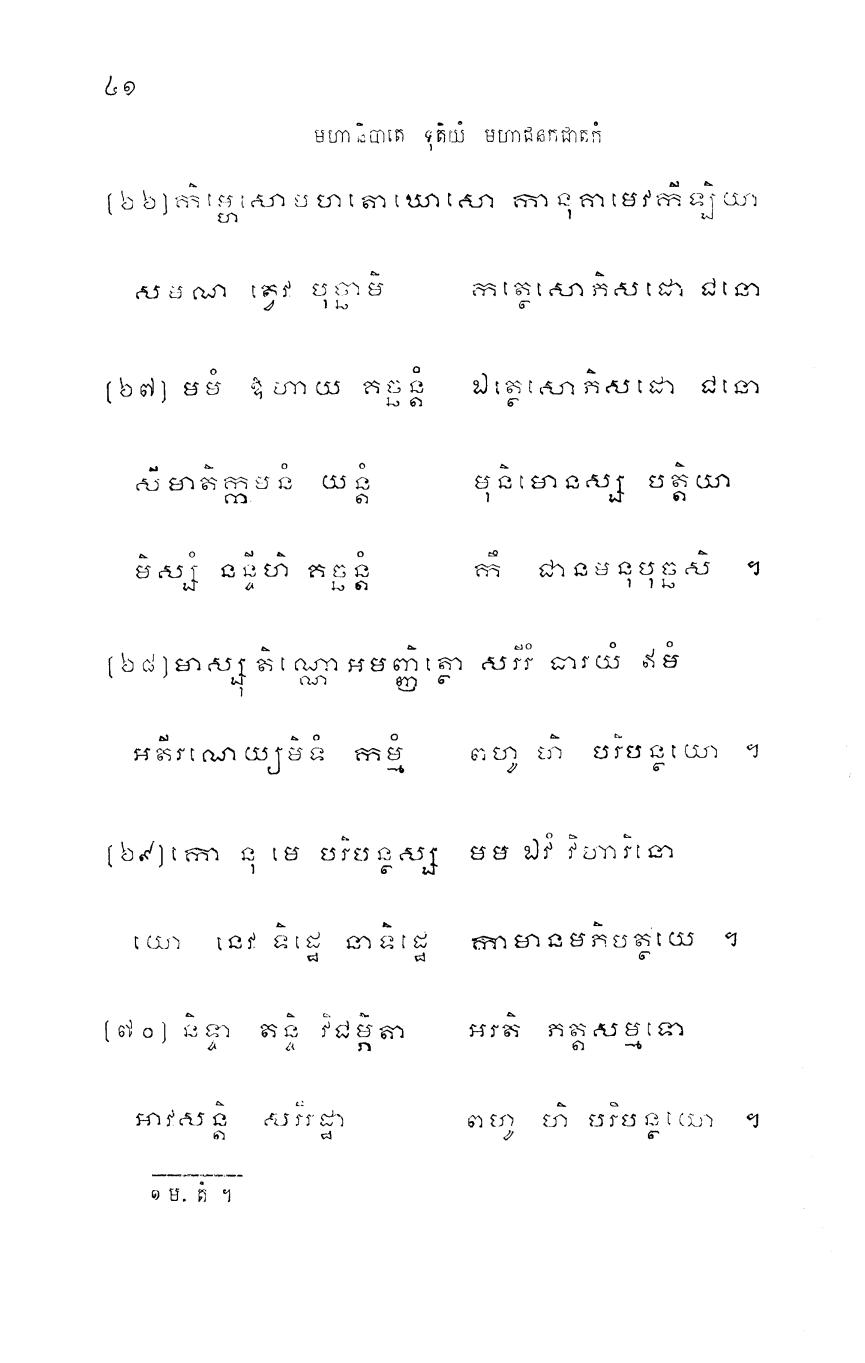 ៤១
មហានិបាតេ ទុតិយំ មហាជនកជាតកំ
(៦៦) កិម្ហេសោ មហតោ ឃោសោ កា នុ គាមេវ កីឡិយា
សមណ ត្វេវ បុច្ឆាមិ កត្ថេសោភិសដោ ជនោ
(៦៧) មមំ ឱហាយ គច្ឆន្តំ ឯត្ថេសោភិសដោ ជនោ
សីមាតិក្កមនំ យន្តំ មុនិមោនស្ស បត្តិយា
មិស្សំ នន្ទីហិ គច្ឆន្តំ កឹ ជានមនុបុច្ឆសិ ។
(៦៨) មាស្សុ តិណ្ណោ អមញ្ញិត្ថោ សរីរំ ធារយំ ឥមំ
អតីរណេយ្យមិទំ កម្មំ ពហូ ហិ បរិបន្ថយោ ។
(៦៩) កោ នុ មេ បរិបន្ថស្ស មម ឯវំ វិហារិនោ
យោ នេវ ទិដ្ឋេ នាទិដ្ឋេ កាមានមភិបត្ថយេ ។
(៧០) និទ្ទា តន្ទិ វិជម្ភិតា អរតិ ភត្តសម្មទោ
អាវសន្តិ សរីរដ្ឋា ពហូ ហិ បរិបន្ថយោ ។
១ ម. តំ ។